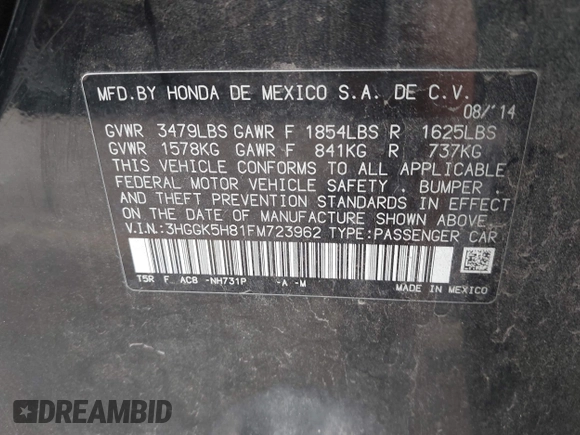 MFD.BY HONDA DE MEXICO S.A. DE C.V.
08/'14
GVWR 3479LBS GAWR F 1854LBS R 1625LBS
GVWR 1578KG GAWR F 841KG R 737KG
THIS VEHICLE CONFORMS TO ALL APPLICABLE
FEDERAL MOTOR VEHICLE SAFETY . BUMPER .
AND THEFT PREVENTION STANDARDS IN EFFECT
ON THE DATE OF MANUFACTURE SHOWN ABOVE.
V.I.N.:3HGGK5H81FM723962 TYPE:PASSENGER CAR
T5R F AC8 -NH731P -A -M MADE IN MEXICO
DREAMBID